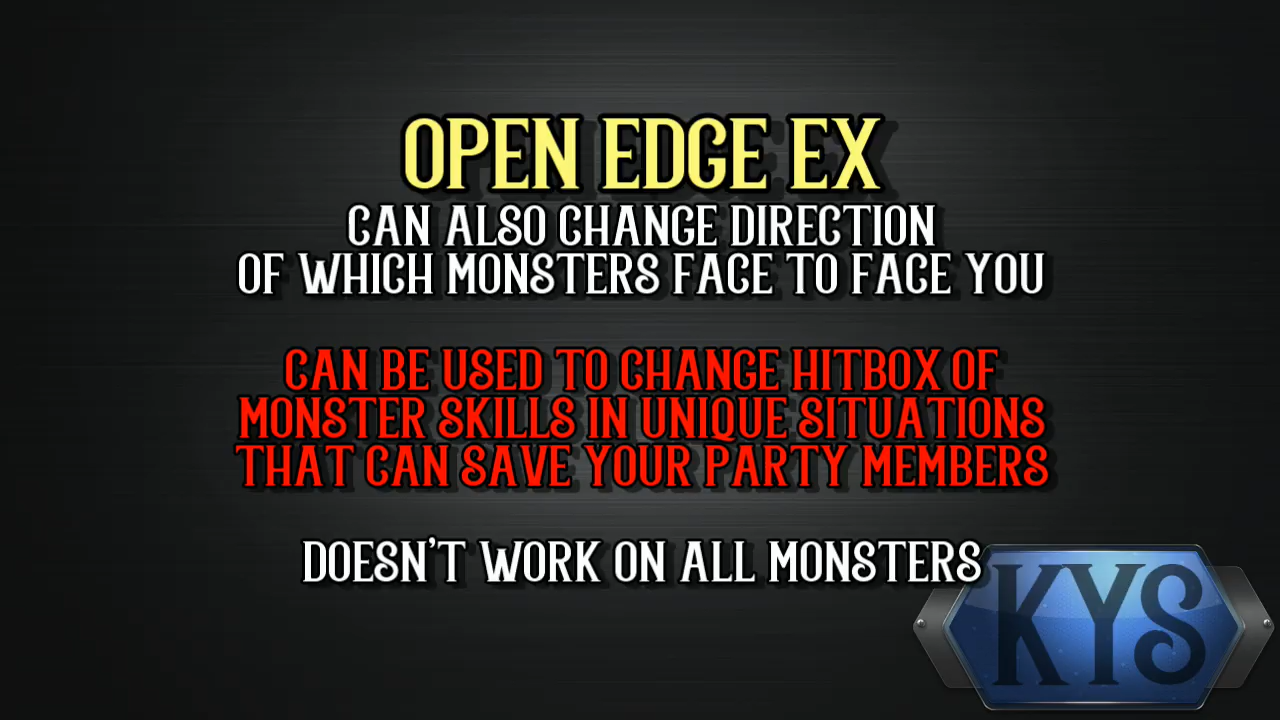 OPEN EDGE EX
CAN ALSO CHANGE DIRECTION
OF WHICH MONSTERS FACE TO FACE YOU
CAN BE USED TO CHANGE HITBOX OF
MONSTER SKILLS IN UNIQUE SITUATIONS
THAT CAN SAVE YOUR PARTY MEMBERS
DOESN'T WORK ON ALL MONSTERS
KYS